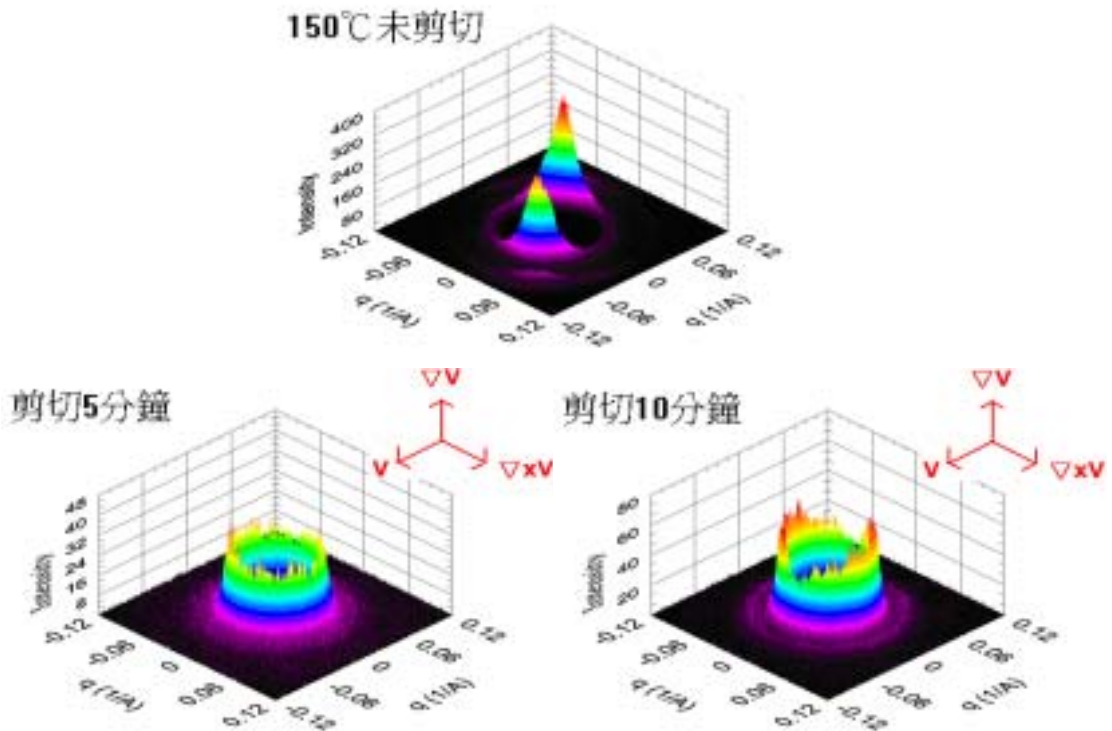 150℃未剪切
400
320
240
160
80
Intensity
-0.12
-0.06
0
0.06
0.12
q (1/A)
-0.12
-0.06
0
0.06
0.12
q (1/A)
剪切5分鐘
∇V
V
∇xV
48
40
32
24
16
8
Intensity
-0.12
-0.06
0
0.06
0.12
q (1/A)
-0.12
-0.06
0
0.06
0.12
q (1/A)
剪切10分鐘
∇V
V
∇xV
80
60
40
20
Intensity
-0.12
-0.06
0
0.06
0.12
q (1/A)
-0.12
-0.06
0
0.06
0.12
q (1/A)